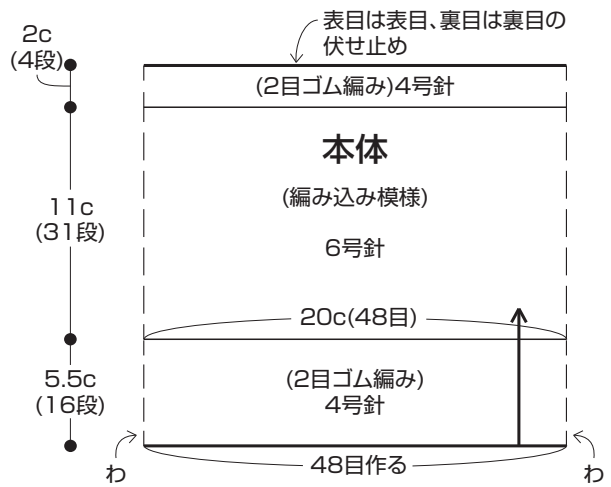 表目は表目、裏目は裏目の
伏せ止め
2c
(4段)
(2目ゴム編み)4号針
本体
(編み込み模様)
6号針
11c
(31段)
20c(48目)
5.5c
(16段)
(2目ゴム編み)
4号針
48目作る
わ
わ